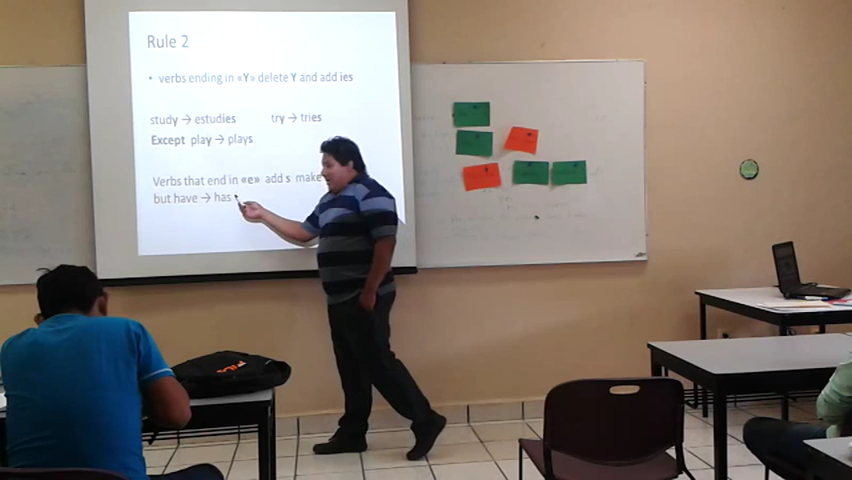 Rule 2
• verbs ending in «Y» delete Y and add ies
study → estudies try → tries
Except play → plays
Verbs that end in «e» add s make
but have → has